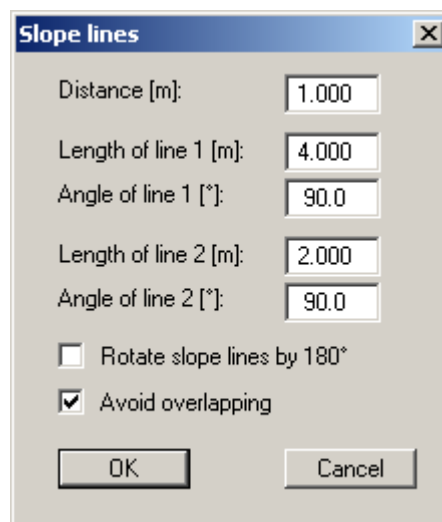 Slope lines
Distance [m]: 1.000
Length of line 1 [m]: 4.000
Angle of line 1 [°]: 90.0
Length of line 2 [m]: 2.000
Angle of line 2 [°]: 90.0
Rotate slope lines by 180°
Avoid overlapping
OK Cancel